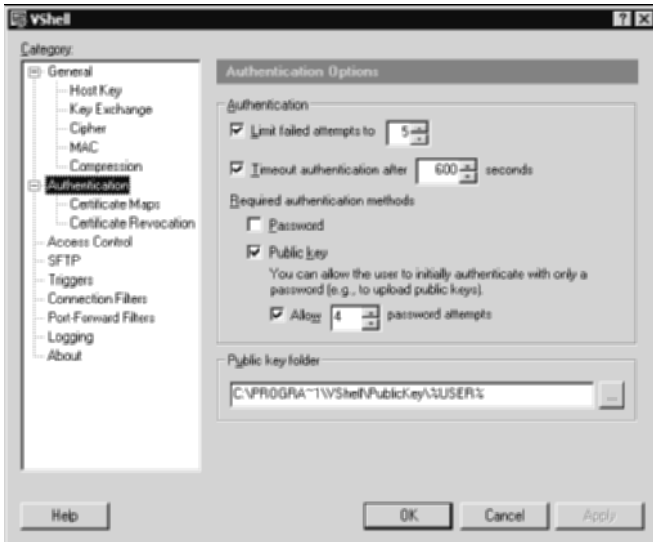 VShell
Category:
General
Host Key
Key Exchange
Cipher
MAC
Compression
Authentication
Certificate Maps
Certificate Revocation
Access Control
SFTP
Triggers
Connection Filters
Port-Forward Filters
Logging
About
Authentication Options
Authentication
Limit failed attempts to 5
Timeout authentication after 600 seconds
Required authentication methods
Password
Public key
You can allow the user to initially authenticate with only a
password (e.g., to upload public keys).
Allow 4 password attempts
Public key folder
C:\PROGRA~1\VShell\PublicKey\%USER%
...
Help
OK
Cancel
Apply